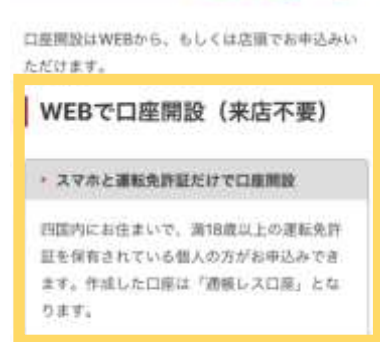 口座開設はWEBから、もしくは店頭でお申込みい
ただけます。
WEBで口座開設（来店不要）
スマホと運転免許証だけで口座開設
四国内にお住まいで、満18歳以上の運転免許
証を保有されている個人の方がお申込みでき
ます。作成した口座は「通帳レス口座」とな
ります。